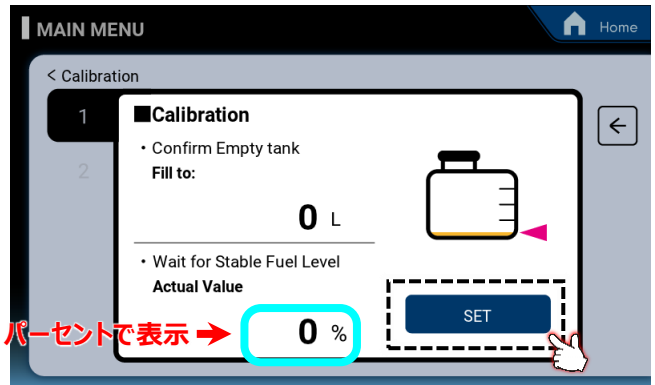 MAIN MENU
Home
< Calibration
1
2
■Calibration
・Confirm Empty tank
Fill to:
0 L
・Wait for Stable Fuel Level
Actual Value
パーセントで表示
0 %
SET